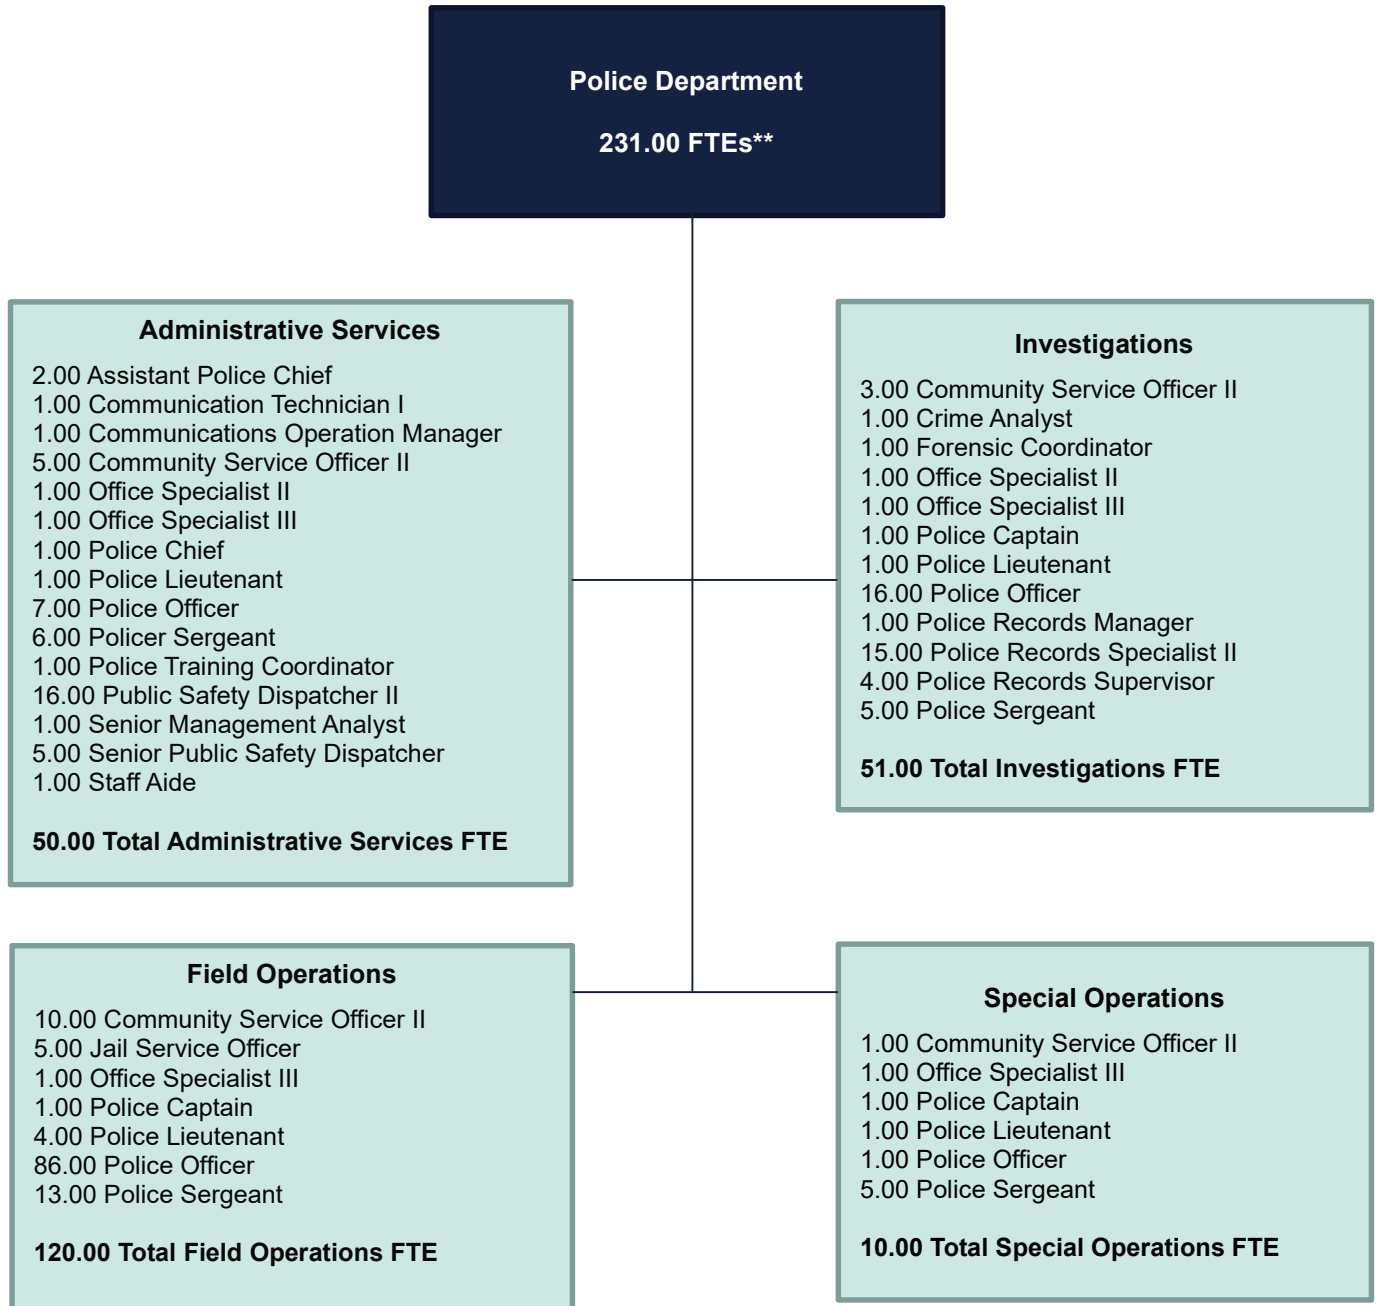 Police Department
231.00 FTEs**
Administrative Services
2.00 Assistant Police Chief
1.00 Communication Technician I
1.00 Communications Operation Manager
5.00 Community Service Officer II
1.00 Office Specialist II
1.00 Office Specialist III
1.00 Police Chief
1.00 Police Lieutenant
7.00 Police Officer
6.00 Policer Sergeant
1.00 Police Training Coordinator
16.00 Public Safety Dispatcher II
1.00 Senior Management Analyst
5.00 Senior Public Safety Dispatcher
1.00 Staff Aide
50.00 Total Administrative Services FTE
Investigations
3.00 Community Service Officer II
1.00 Crime Analyst
1.00 Forensic Coordinator
1.00 Office Specialist II
1.00 Office Specialist III
1.00 Police Captain
1.00 Police Lieutenant
16.00 Police Officer
1.00 Police Records Manager
15.00 Police Records Specialist II
4.00 Police Records Supervisor
5.00 Police Sergeant
51.00 Total Investigations FTE
Field Operations
10.00 Community Service Officer II
5.00 Jail Service Officer
1.00 Office Specialist III
1.00 Police Captain
4.00 Police Lieutenant
86.00 Police Officer
13.00 Police Sergeant
120.00 Total Field Operations FTE
Special Operations
1.00 Community Service Officer II
1.00 Office Specialist III
1.00 Police Captain
1.00 Police Lieutenant
1.00 Police Officer
5.00 Police Sergeant
10.00 Total Special Operations FTE